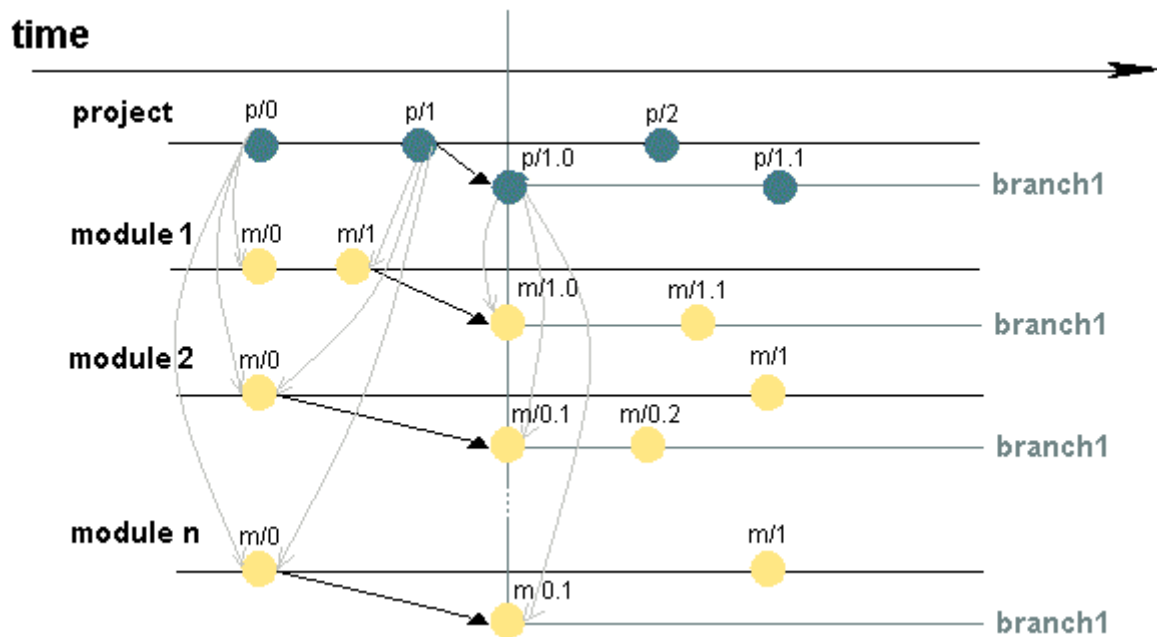 time
project
p/0
p/1
p/2
p/1.0
p/1.1
branch1
module 1
m/0
m/1
m/1.0
m/1.1
branch1
module 2
m/0
m/1
m/0.1
m/0.2
branch1
module n
m/0
m/1
m 0.1
branch1